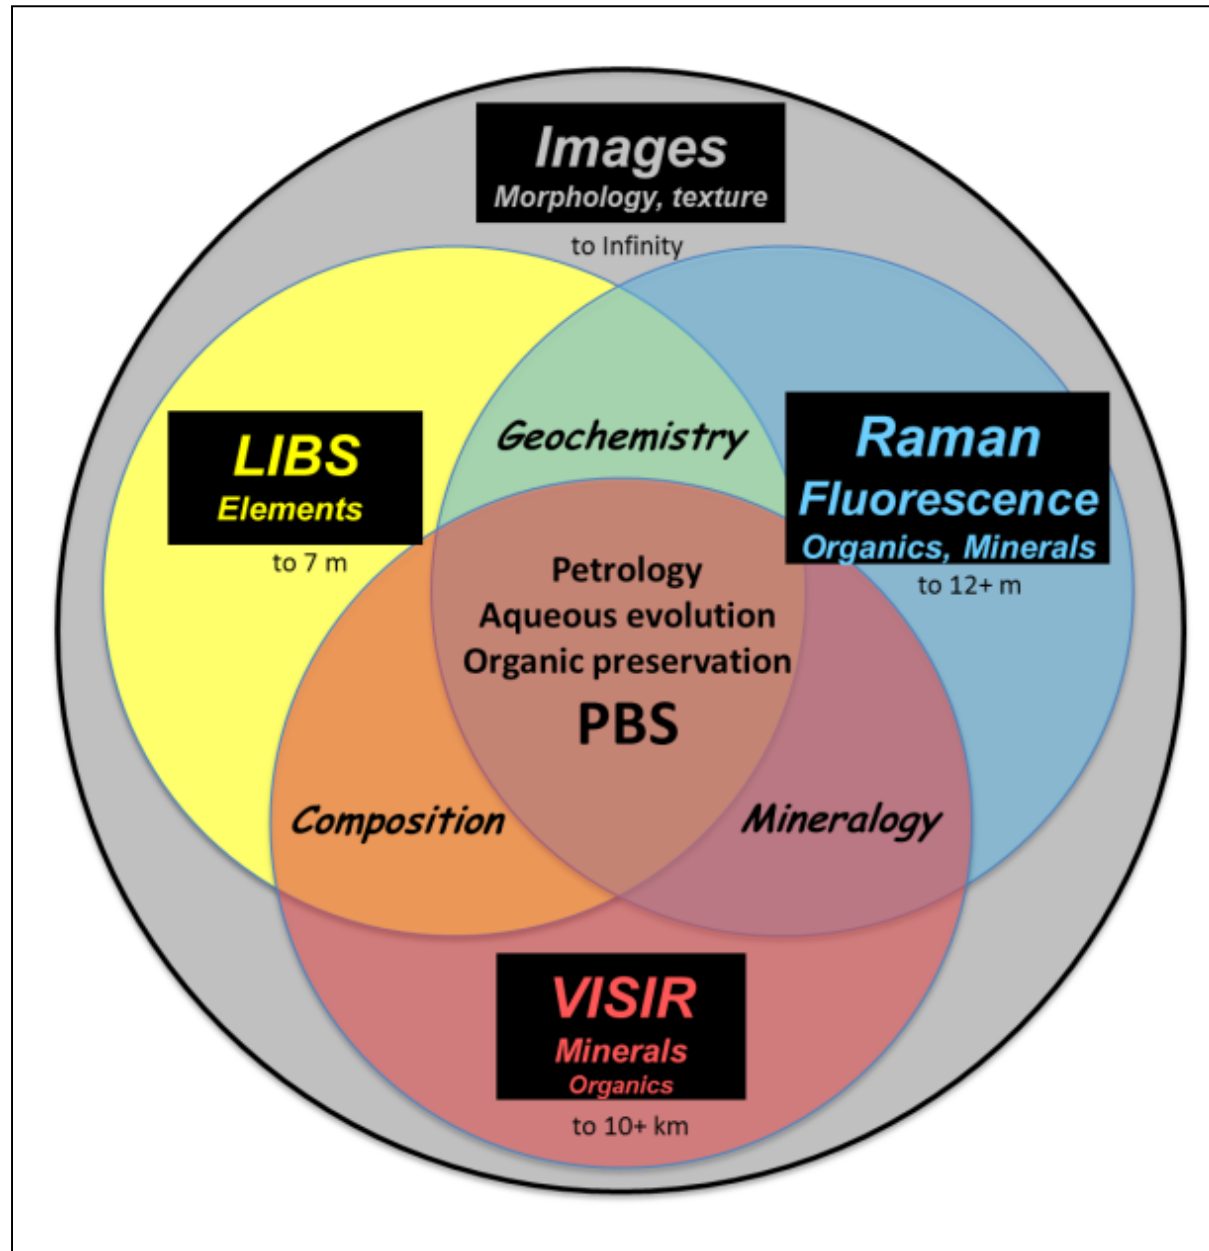 Images
Morphology, texture
to Infinity
Geochemistry
LIBS
Elements
to 7 m
Raman
Fluorescence
Organics, Minerals
to 12+ m
Petrology
Aqueous evolution
Organic preservation
PBS
Composition
Mineralogy
VISIR
Minerals
Organics
to 10+ km